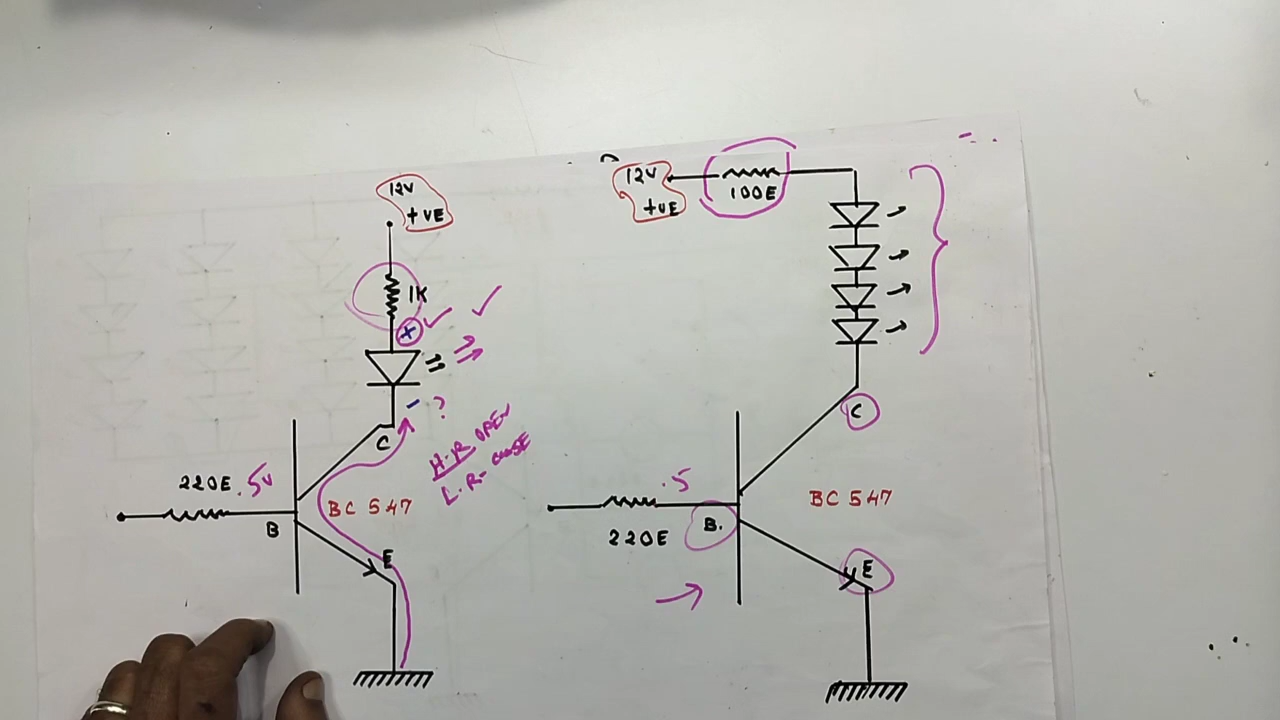 12V
+VE
1K
+
-
?
C
220E
.5V
B
BC 547
E
H.R OPEN
L.R- CLOSE
12V
+VE
100E
C
.5
B.
220E
BC 547
E